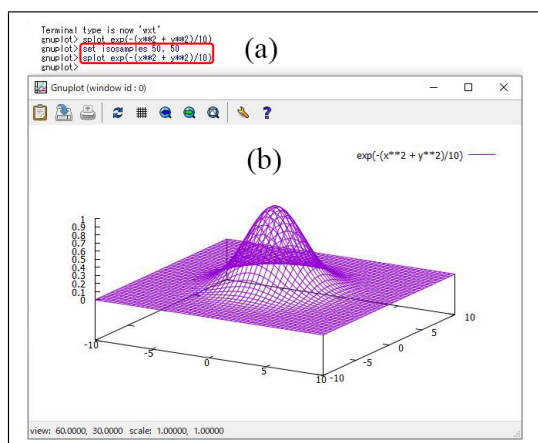 Terminal type is now 'wxt'
gnuplot> splot exp(-(x**2 + y**2)/10)
gnuplot> set isosamples 50, 50
gnuplot> splot exp(-(x**2 + y**2)/10)
gnuplot>
(a)
Gnuplot (window id : 0)
(b)
exp(-(x**2 + y**2)/10)
1
0.9
0.8
0.7
0.6
0.5
0.4
0.3
0.2
0.1
0
-10
-5
0
5
10
-10
-5
0
5
10
view: 60.0000, 30.0000 scale: 1.00000, 1.00000